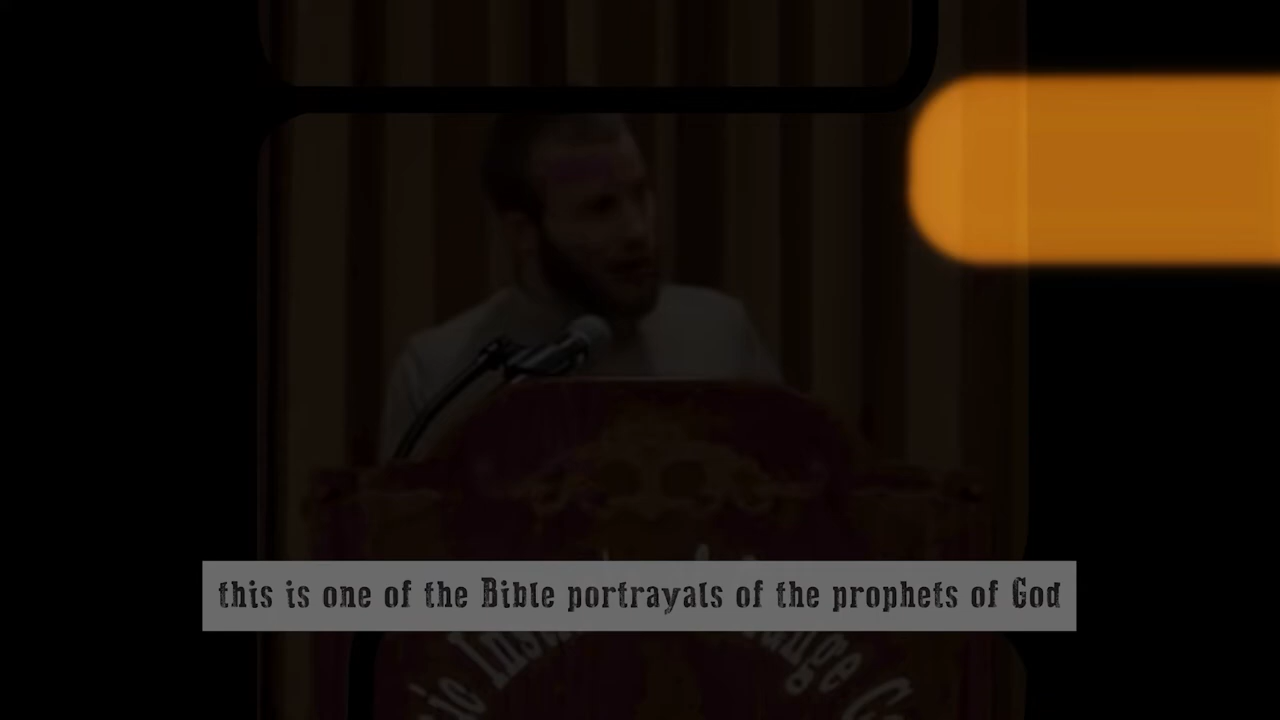 this is one of the Bible portrayals of the prophets of God